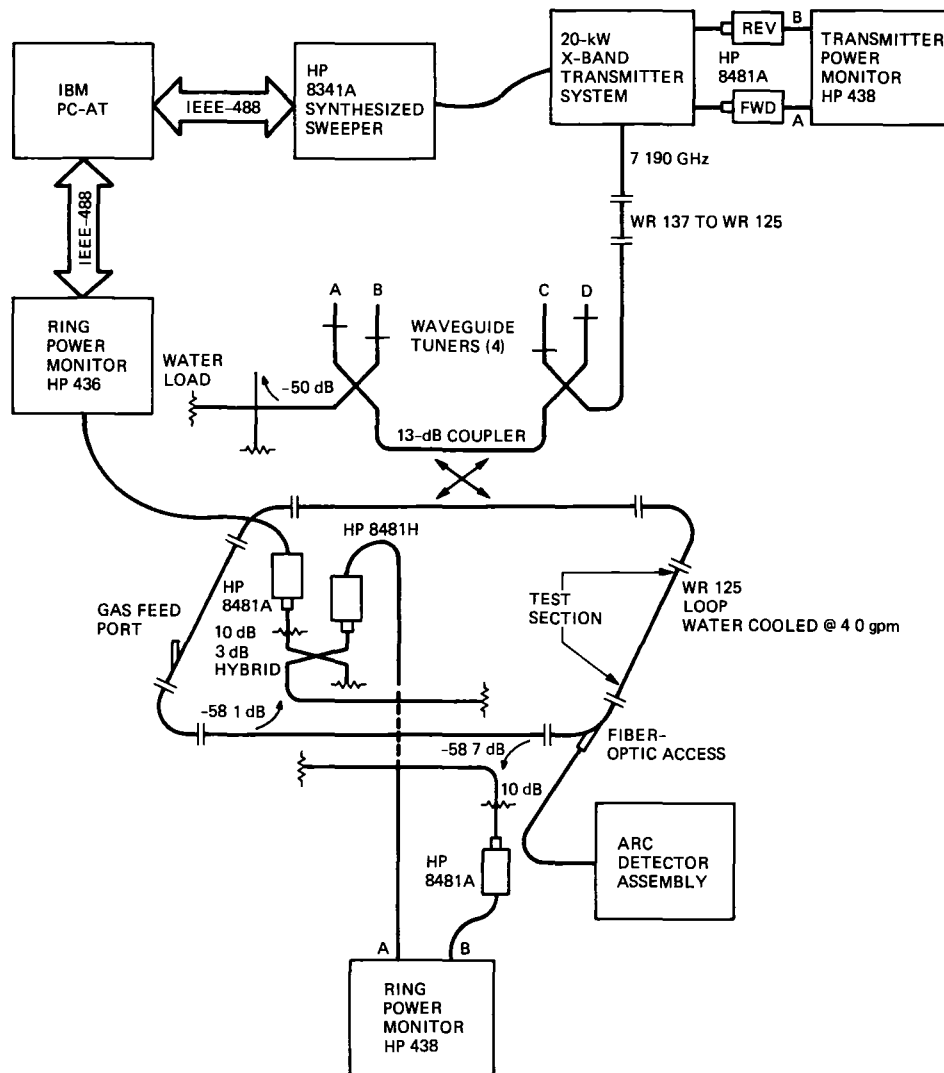 IBM
PC-AT
IEEE-488
HP
8341A
SYNTHESIZED
SWEEPER
20-kW
X-BAND
TRANSMITTER
SYSTEM
REV
B
HP
8481A
FWD
A
TRANSMITTER
POWER
MONITOR
HP 438
7 190 GHz
WR 137 TO WR 125
IEEE-488
RING
POWER
MONITOR
HP 436
A
B
C
D
WAVEGUIDE
TUNERS (4)
WATER
LOAD
-50 dB
13-dB COUPLER
HP 8481H
HP
8481A
GAS FEED
PORT
10 dB
3 dB
HYBRID
TEST
SECTION
WR 125
LOOP
WATER COOLED @ 4 0 gpm
-58 1 dB
-58 7 dB
FIBER-
OPTIC ACCESS
10 dB
HP
8481A
ARC
DETECTOR
ASSEMBLY
A
B
RING
POWER
MONITOR
HP 438